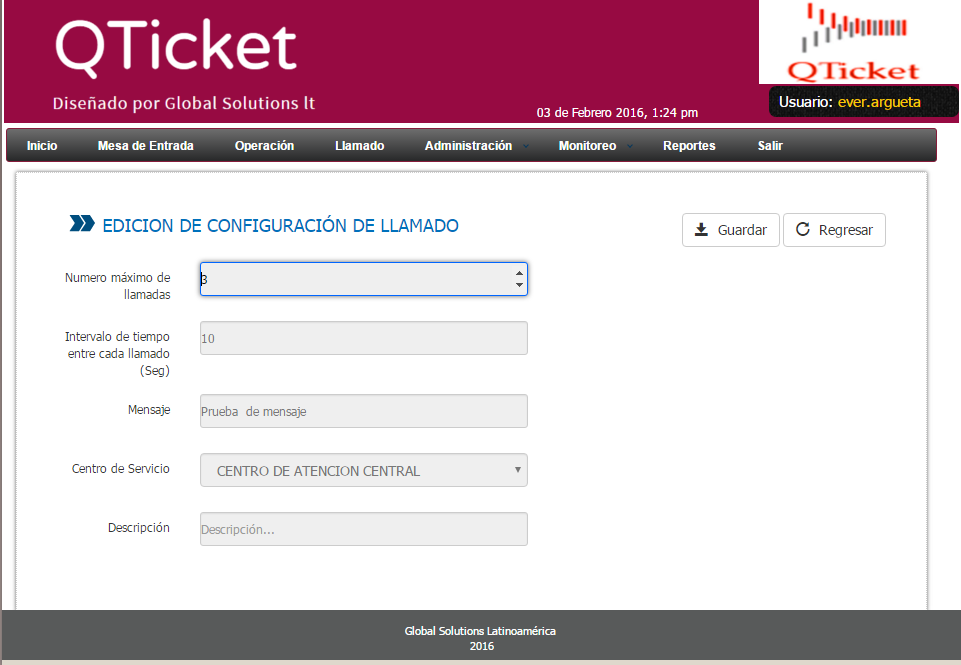 QTicket
Diseñado por Global Solutions lt
QTicket
03 de Febrero 2016, 1:24 pm
Usuario: ever.argueta
Inicio Mesa de Entrada Operación Llamado Administración Monitoreo Reportes Salir
EDICION DE CONFIGURACIÓN DE LLAMADO
Guardar Regresar
Numero máximo de
llamadas
3
Intervalo de tiempo
entre cada llamado
(Seg)
10
Mensaje
Prueba de mensaje
Centro de Servicio
CENTRO DE ATENCION CENTRAL
Descripción
Descripción...
Global Solutions Latinoamérica
2016